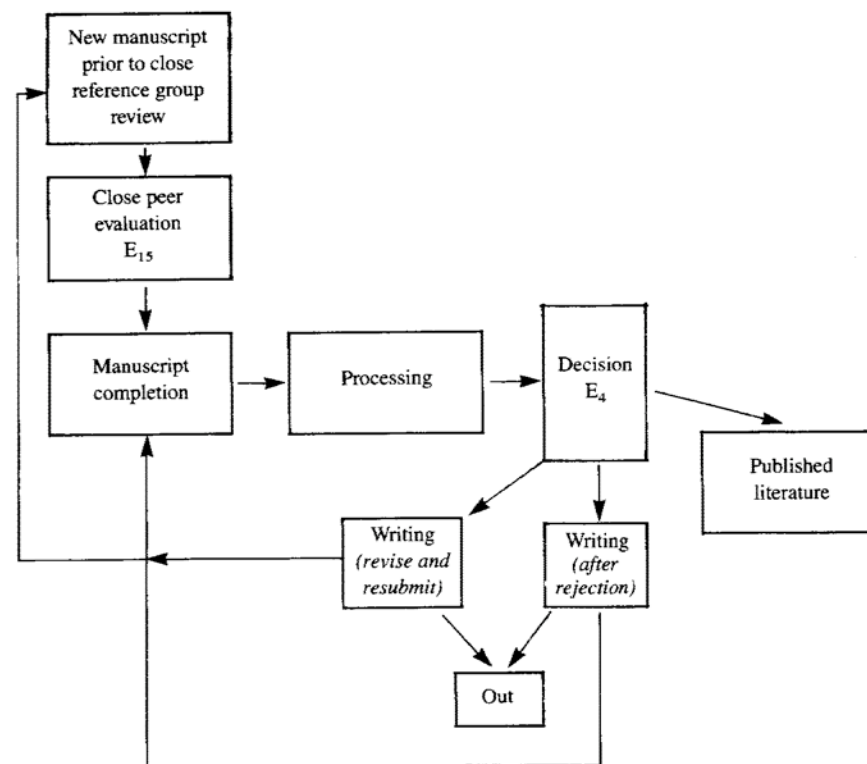 New manuscript
prior to close
reference group
review
Close peer
evaluation
E₁₅
Manuscript
completion
Processing
Decision
E₄
Published
literature
Writing
(revise and
resubmit)
Writing
(after
rejection)
Out